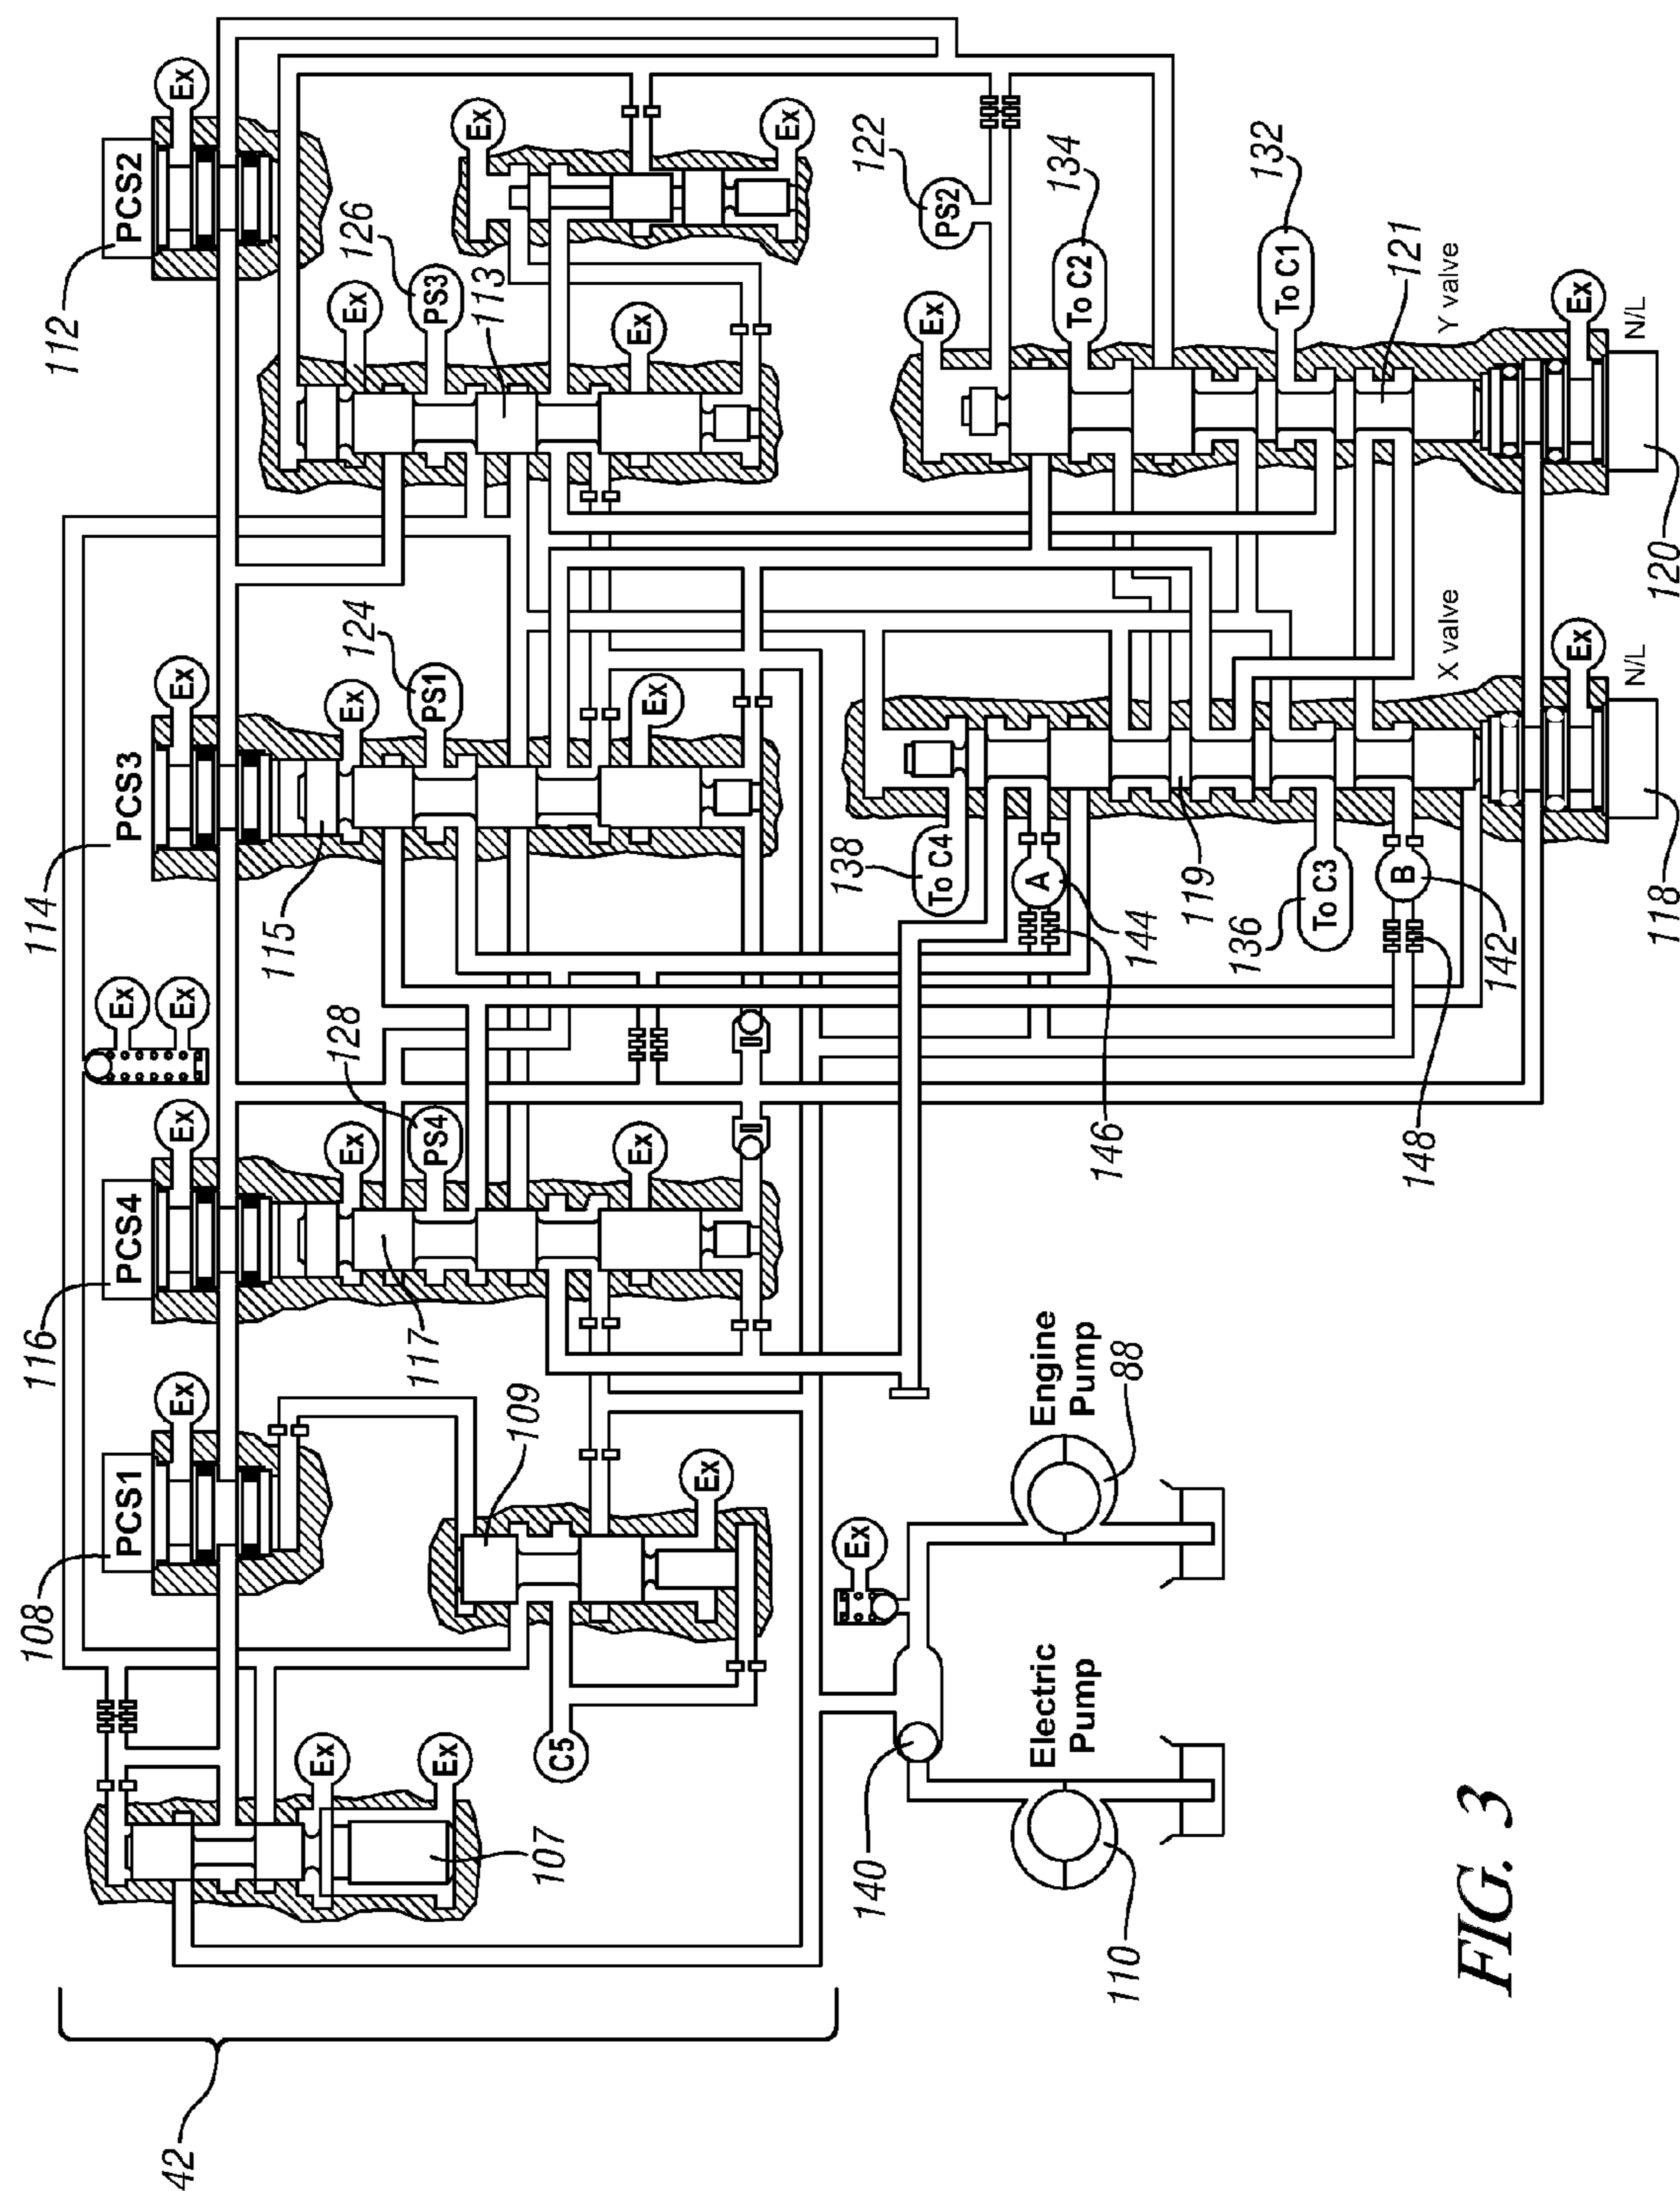 PCS2
Ex
112
Ex
Ex
126
PS3
113
Ex
Ex
122
PS2
Ex
134
To C2
132
To C1
121
Y valve
Ex
N/L
120
PCS3
Ex
114
124
PS1
Ex
Ex
115
X valve
Ex
N/L
118
138
To C4
A
144
119
136
To C3
B
142
146
148
Ex
Ex
PCS4
Ex
116
128
PS4
Ex
Ex
117
PCS1
Ex
108
109
Ex
C5
Ex
Ex
107
Ex
Engine
Pump
88
Electric
Pump
140
110
42
FIG. 3